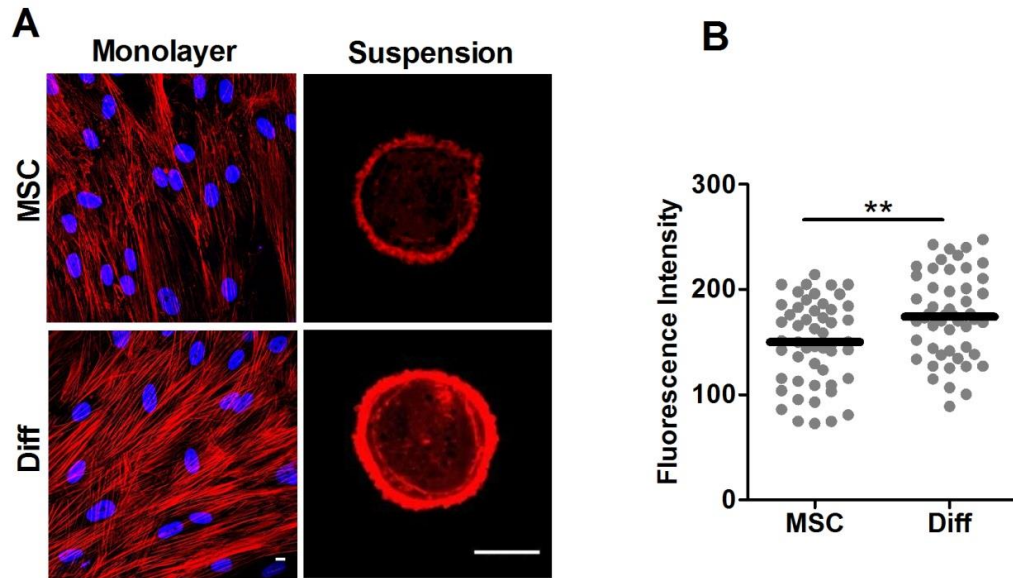 A
Monolayer
Suspension
MSC
Diff
B
Fluorescence Intensity
300
200
100
0
**
MSC
Diff